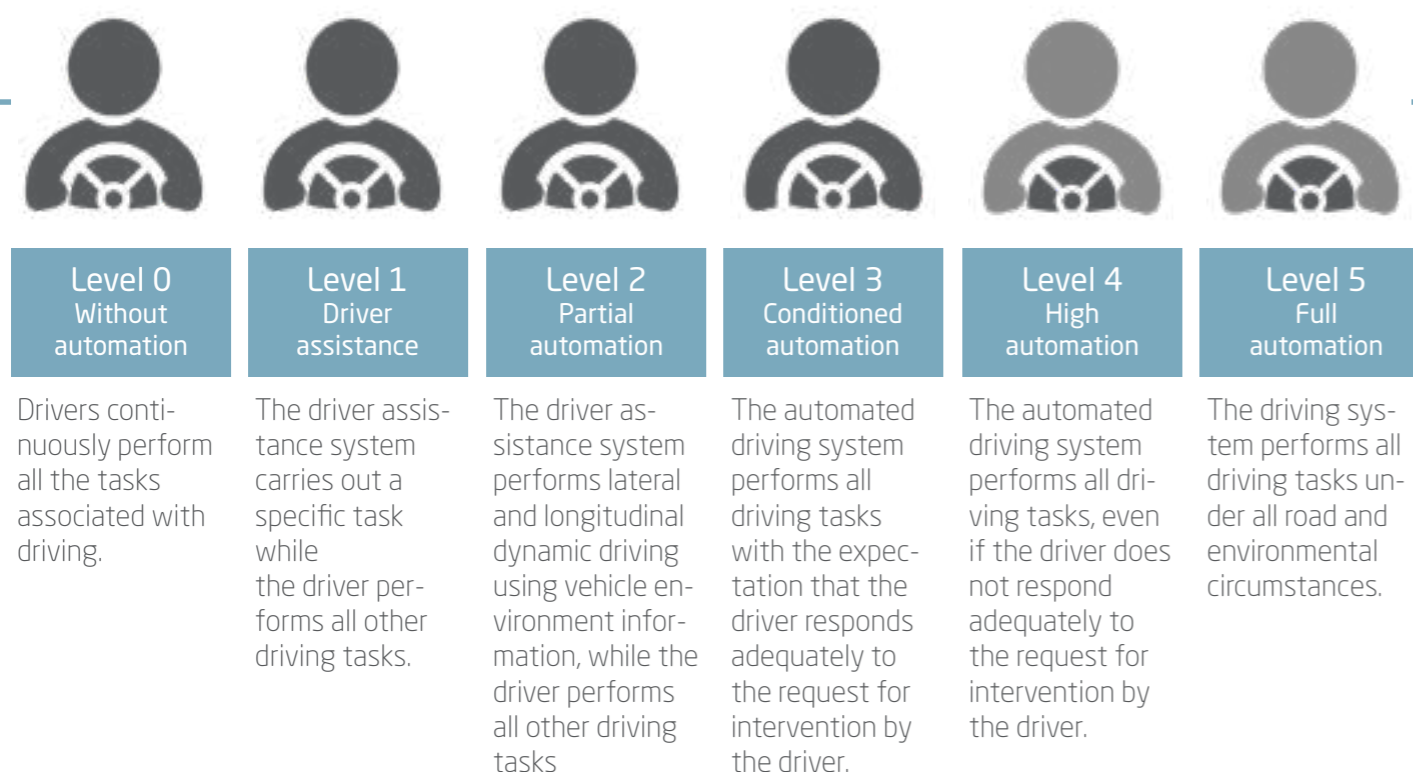 Level 0
Without
automation
Drivers conti-
nuously perform
all the tasks
associated with
driving.
Level 1
Driver
assistance
The driver assis-
tance system
carries out a
specific task
while
the driver per-
forms all other
driving tasks.
Level 2
Partial
automation
The driver as-
sistance system
performs lateral
and longitudinal
dynamic driving
using vehicle en-
vironment infor-
mation, while the
driver performs
all other driving
tasks
Level 3
Conditioned
automation
The automated
driving system
performs all
driving tasks
with the expec-
tation that the
driver responds
adequately to
the request for
intervention by
the driver.
Level 4
High
automation
The automated
driving system
performs all dri-
ving tasks, even
if the driver does
not respond
adequately to
the request for
intervention by
the driver.
Level 5
Full
automation
The driving sys-
tem performs all
driving tasks un-
der all road and
environmental
circumstances.